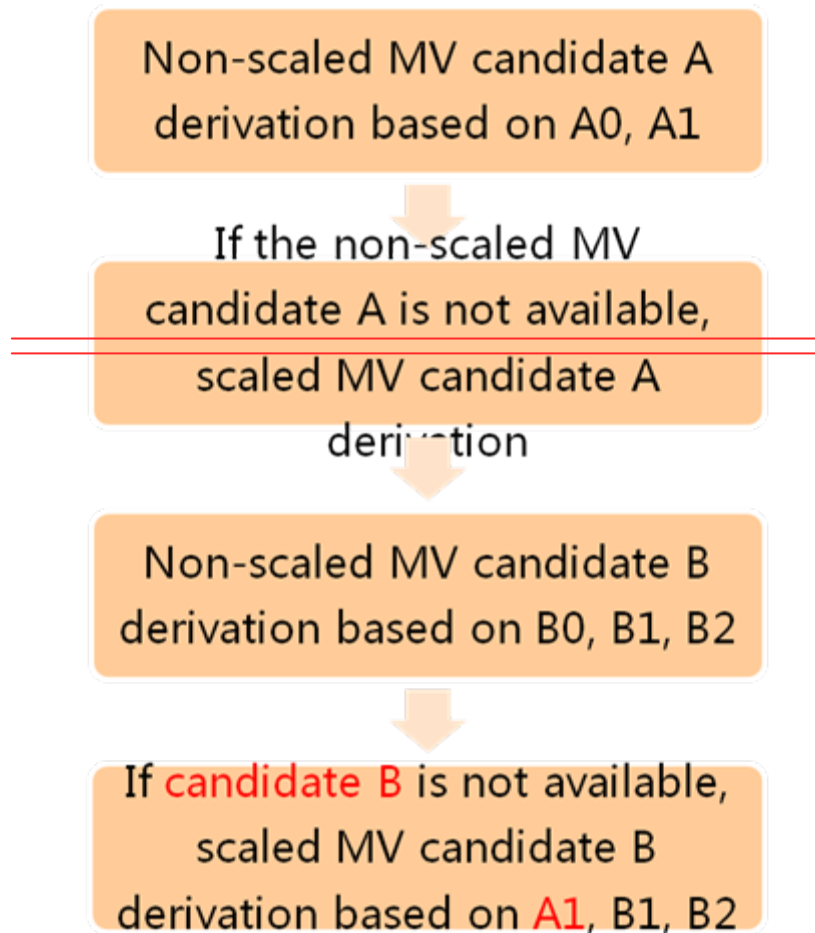 Non-scaled MV candidate A
derivation based on A0, A1
If the non-scaled MV
candidate A is not available,
scaled MV candidate A
derivation
Non-scaled MV candidate B
derivation based on B0, B1, B2
If candidate B is not available,
scaled MV candidate B
derivation based on A1, B1, B2